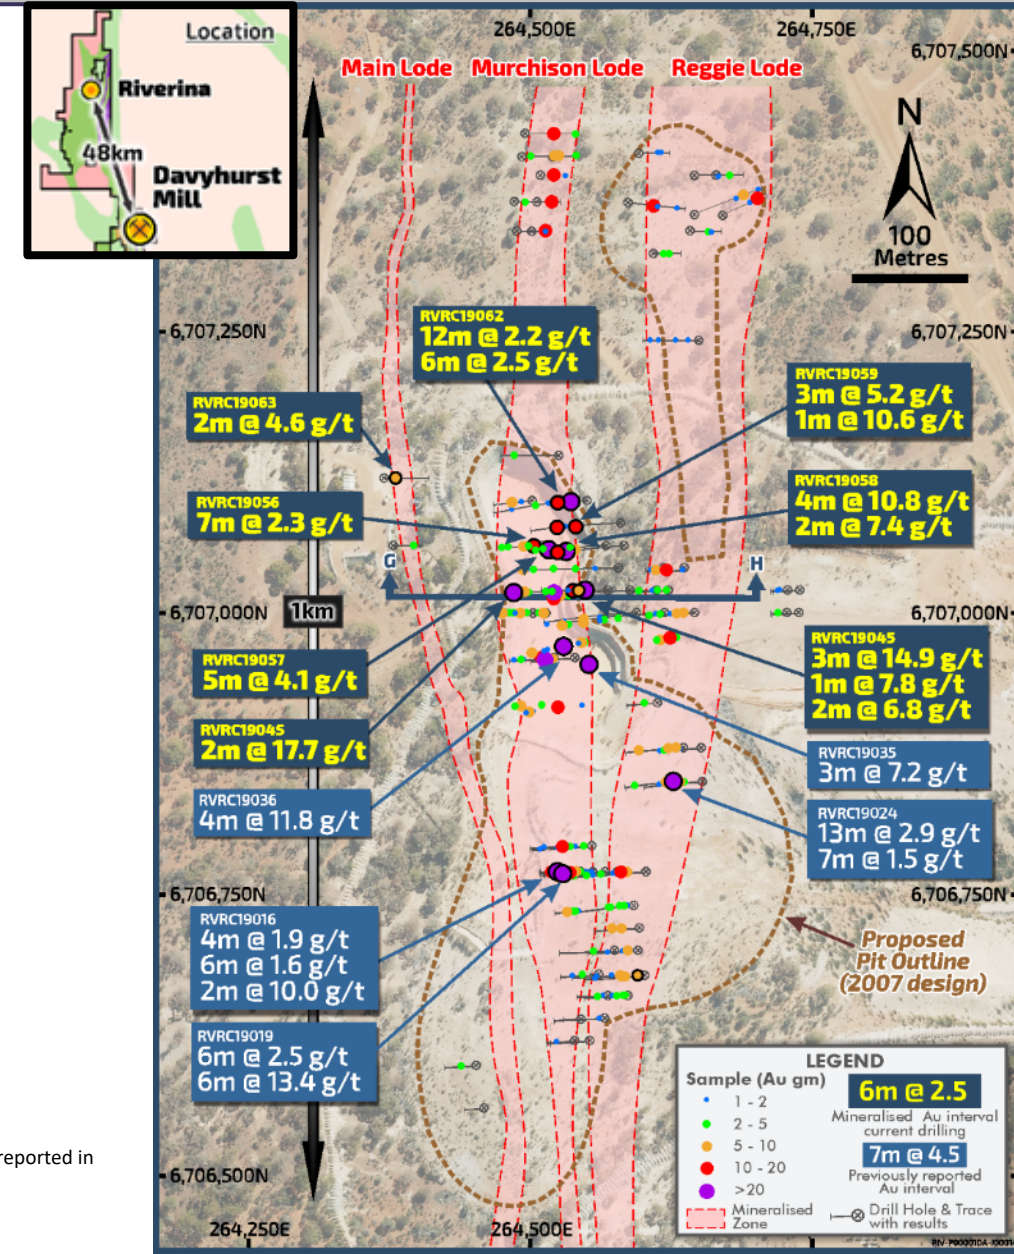 Location
Riverina
48km
Davyhurst
Mill
264,500E
264,750E
6,707,500N
Main Lode
Murchison Lode
Reggie Lode
N
100
Metres
RVRC19062
12m @ 2.2 g/t
6m @ 2.5 g/t
6,707,250N
6,707,250N
RVRC19059
3m @ 5.2 g/t
1m @ 10.6 g/t
RVRC19063
2m @ 4.6 g/t
RVRC19058
4m @ 10.8 g/t
2m @ 7.4 g/t
RVRC19056
7m @ 2.3 g/t
G
H
6,707,000N
1km
6,707,000N
RVRC19045
3m @ 14.9 g/t
1m @ 7.8 g/t
2m @ 6.8 g/t
RVRC19057
5m @ 4.1 g/t
RVRC19045
2m @ 17.7 g/t
RVRC19035
3m @ 7.2 g/t
RVRC19036
4m @ 11.8 g/t
RVRC19024
13m @ 2.9 g/t
7m @ 1.5 g/t
6,706,750N
6,706,750N
RVRC19016
4m @ 1.9 g/t
6m @ 1.6 g/t
2m @ 10.0 g/t
Proposed
Pit Outline
(2007 design)
RVRC19019
6m @ 2.5 g/t
6m @ 13.4 g/t
reported in
6,706,500N
264,250E
264,500E
LEGEND
Sample (Au gm)
1 - 2
2 - 5
5 - 10
10 - 20
>20
Mineralised
Zone
6m @ 2.5
Mineralised Au interval
current drilling
7m @ 4.5
Previously reported
Au interval
Drill Hole & Trace
with results